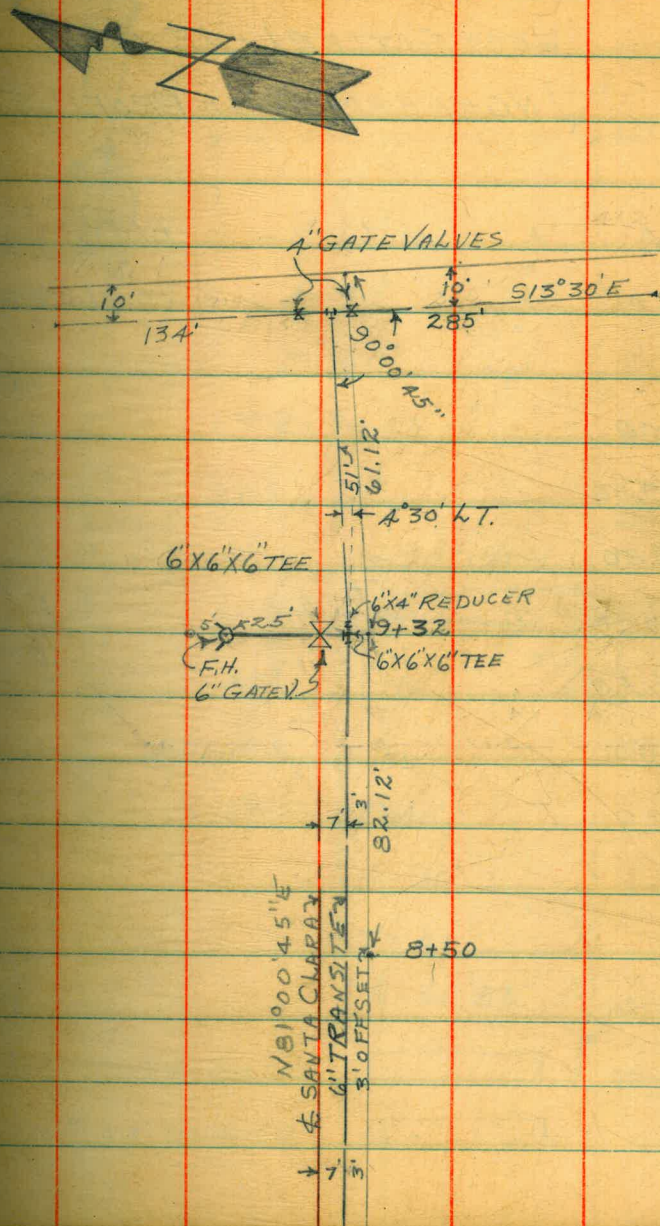 N
4" GATE VALVES
10'
10'
S13°30'E
134'
285'
90°00'45"
51'
61.12'
4°30' LT.
6"X6"X6" TEE
6"X4" REDUCER
5'
25'
9+32
6"X6"X6" TEE
F.H.
6" GATE V.
3'
7'
82.12'
N81°00'45"E
℄ SANTA CLARA
6" TRANSITE
3' OFFSET
8+50
7'
3'